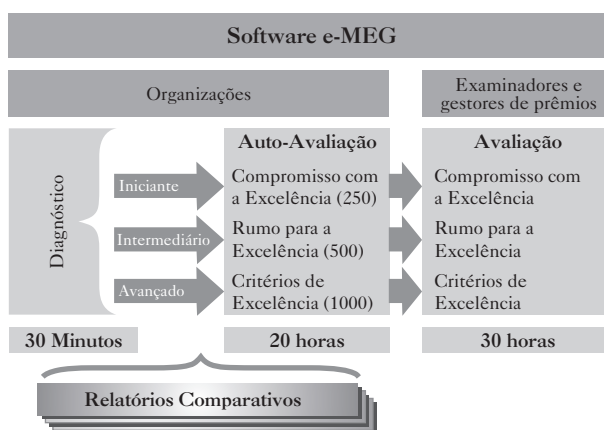 Software e-MEG
Organizações
Examinadores e
gestores de prêmios
Diagnóstico
Iniciante
Intermediário
Avançado
Auto-Avaliação
Compromisso com
a Excelência (250)
Rumo para a
Excelência (500)
Critérios de
Excelência (1000)
Avaliação
Compromisso com
a Excelência
Rumo para a
Excelência
Critérios de
Excelência
30 Minutos
20 horas
30 horas
Relatórios Comparativos